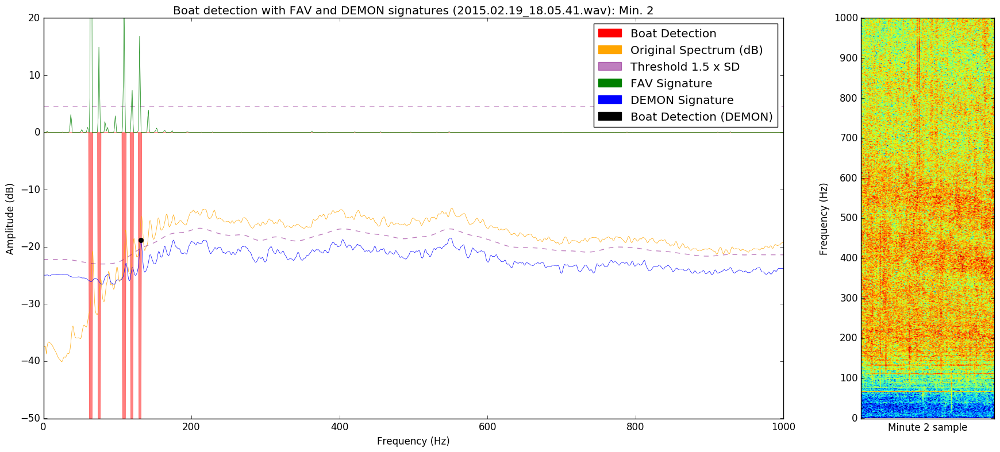 Boat detection with FAV and DEMON signatures (2015.02.19_18.05.41.wav): Min. 2
Boat Detection
Original Spectrum (dB)
Threshold 1.5 x SD
FAV Signature
DEMON Signature
Boat Detection (DEMON)
Amplitude (dB)
20
10
0
−10
−20
−30
−40
−50
0
200
400
600
800
1000
Frequency (Hz)
Frequency (Hz)
1000
900
800
700
600
500
400
300
200
100
0
Minute 2 sample